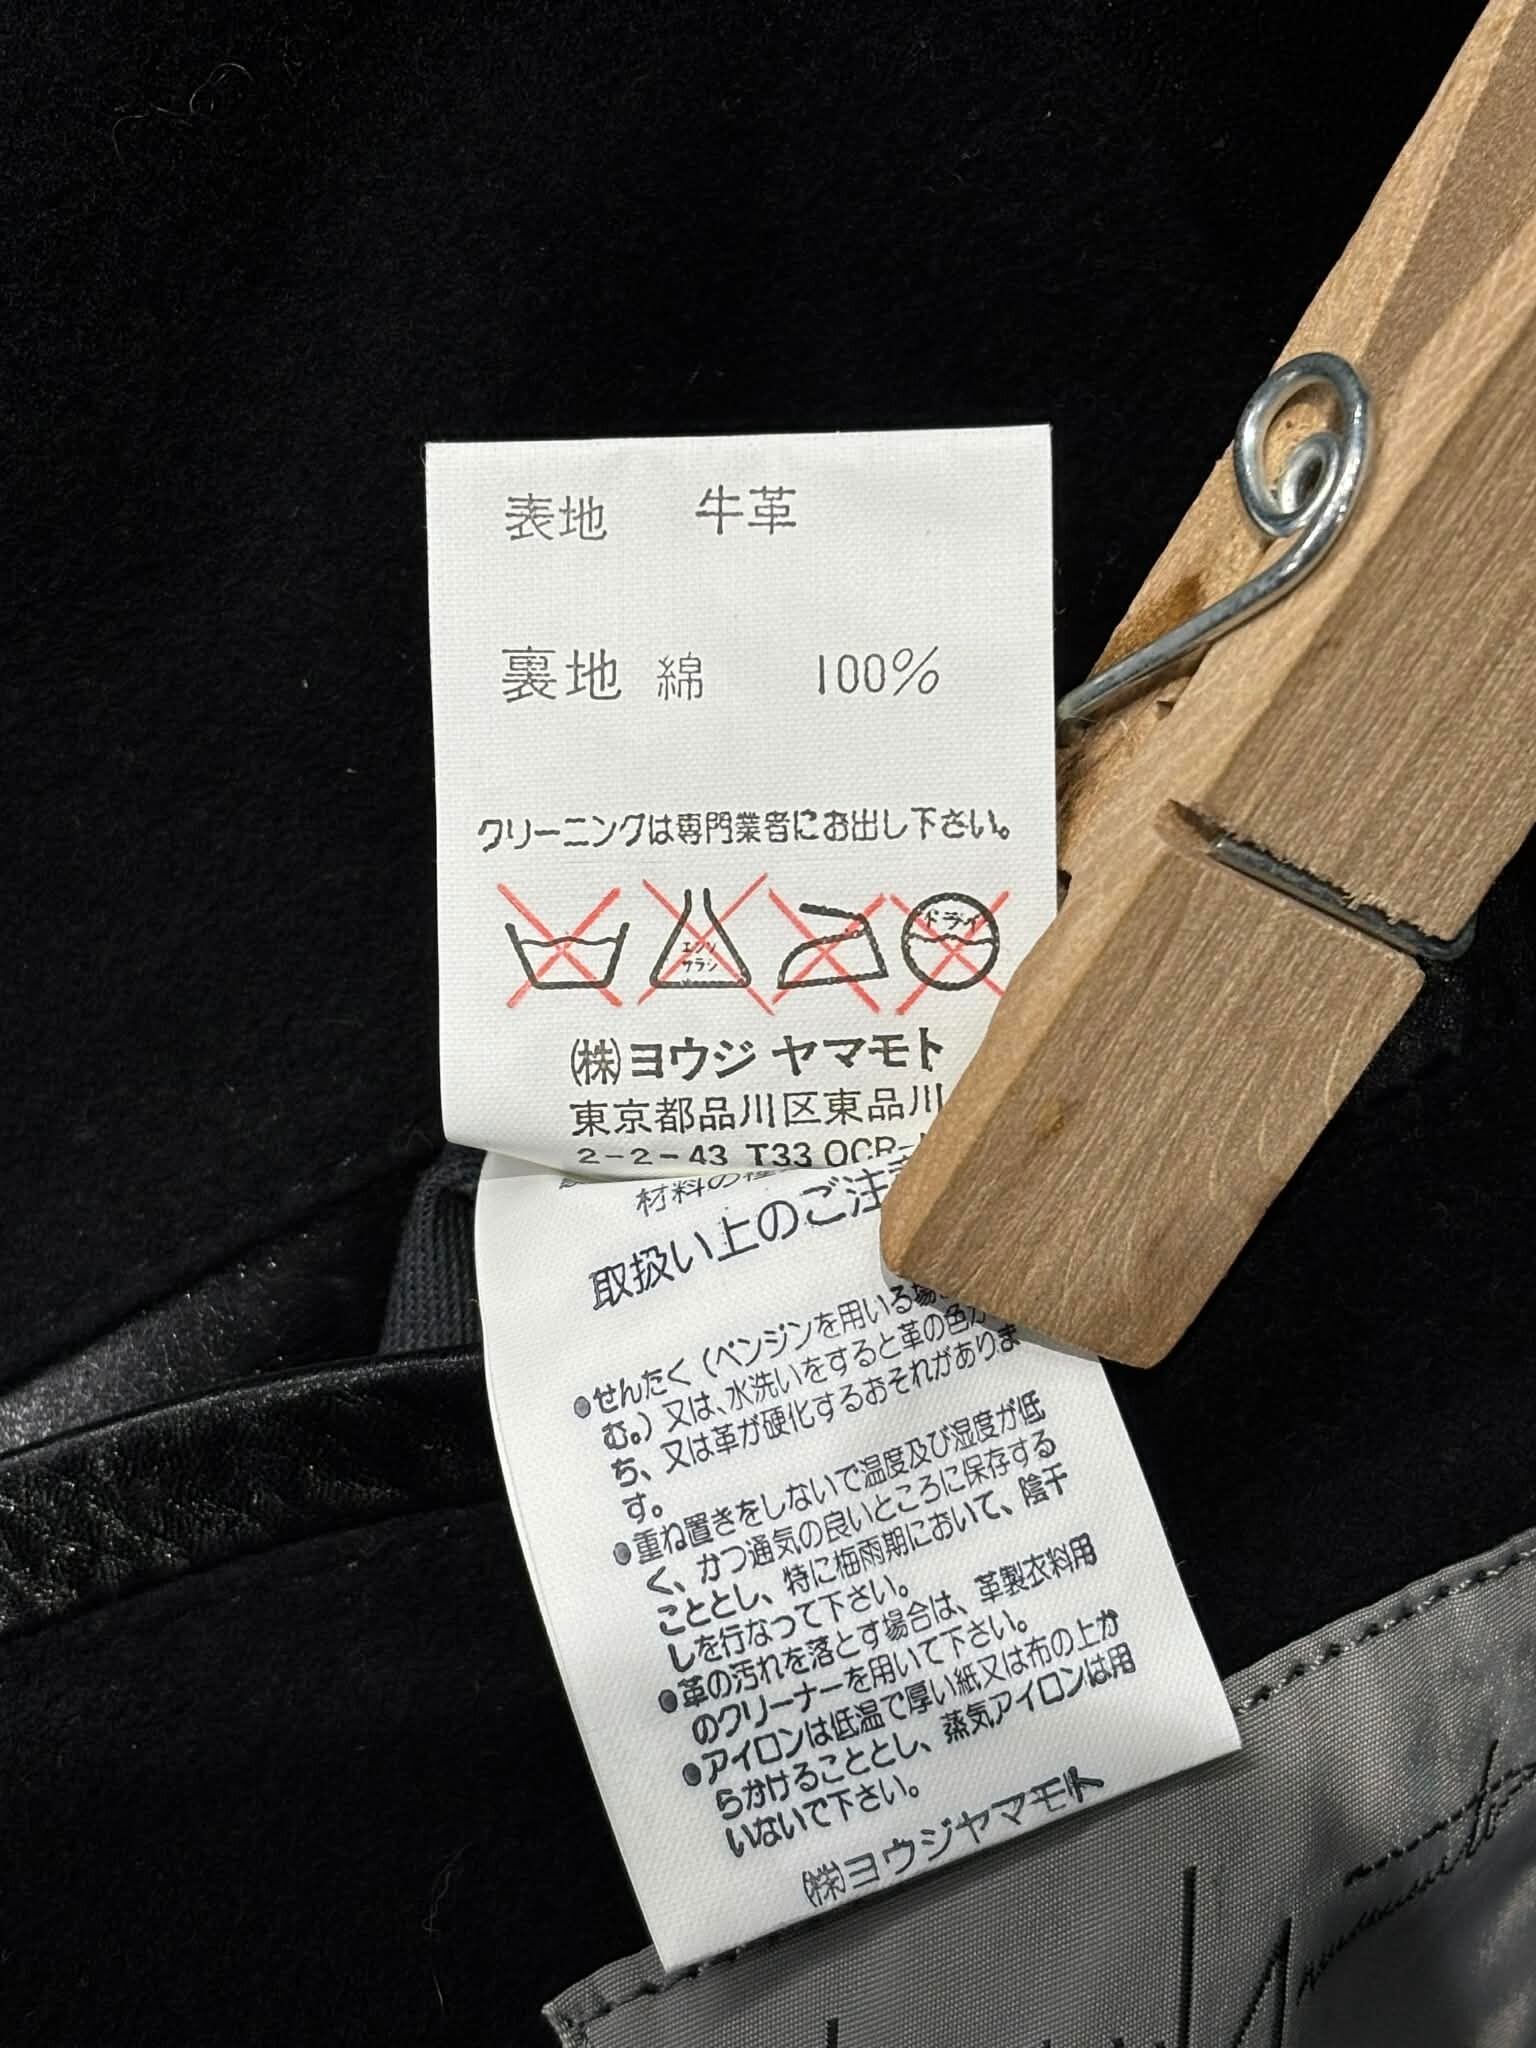 表地 牛革
裏地 綿 100%
クリーニングは専門業者にお出し下さい。
エンソ
サラシ
ドライ
(株)ヨウジ ヤマモト
東京都品川区東品川
2-2-43 T33 OCR-
材料の種
取扱い上のご注
●せんたく(ベンジンを用いる場
む。)又は、水洗いをすると革の色が
ち、又は革が硬化するおそれがありま
す。
●重ね置きをしないで温度及び湿度が低
く、かつ通気の良いところに保存する
こととし、特に梅雨期において、陰干
しを行なって下さい。
●革の汚れを落とす場合は、革製衣料用
のクリーナーを用いて下さい。
●アイロンは低温で厚い紙又は布の上か
らかけることとし、蒸気アイロンは用
いないで下さい。
(株)ヨウジヤマモト